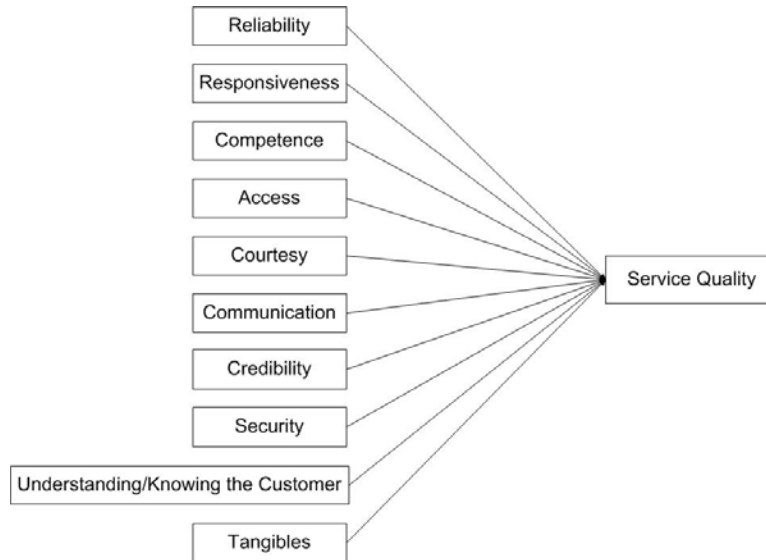 Reliability
Responsiveness
Competence
Access
Courtesy
Service Quality
Communication
Credibility
Security
Understanding/Knowing the Customer
Tangibles